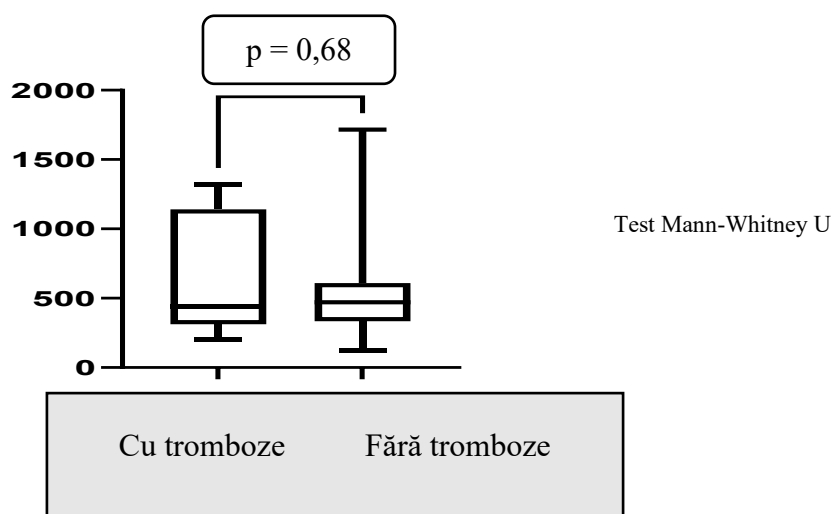 p = 0,68
2000
1500
1000
500
0
Test Mann-Whitney U
Cu tromboze
Fără tromboze